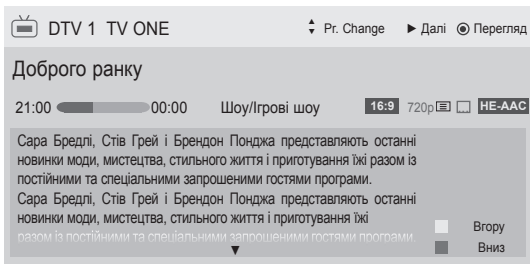 DTV 1 TV ONE Pr. Change Далі Перегляд
Доброго ранку
21:00 00:00 Шоу/Ігрові шоу 16:9 720p HE-AAC
Сара Бредлі, Стів Грей і Брендон Понджа представляють останні
новинки моди, мистецтва, стильного життя і приготування їжі разом із
постійними та спеціальними запрошеними гостями програми.
Сара Бредлі, Стів Грей і Брендон Понджа представляють останні
новинки моди, мистецтва, стильного життя і приготування їжі
разом із постійними та спеціальними запрошеними гостями програми.
Вгору
Вниз